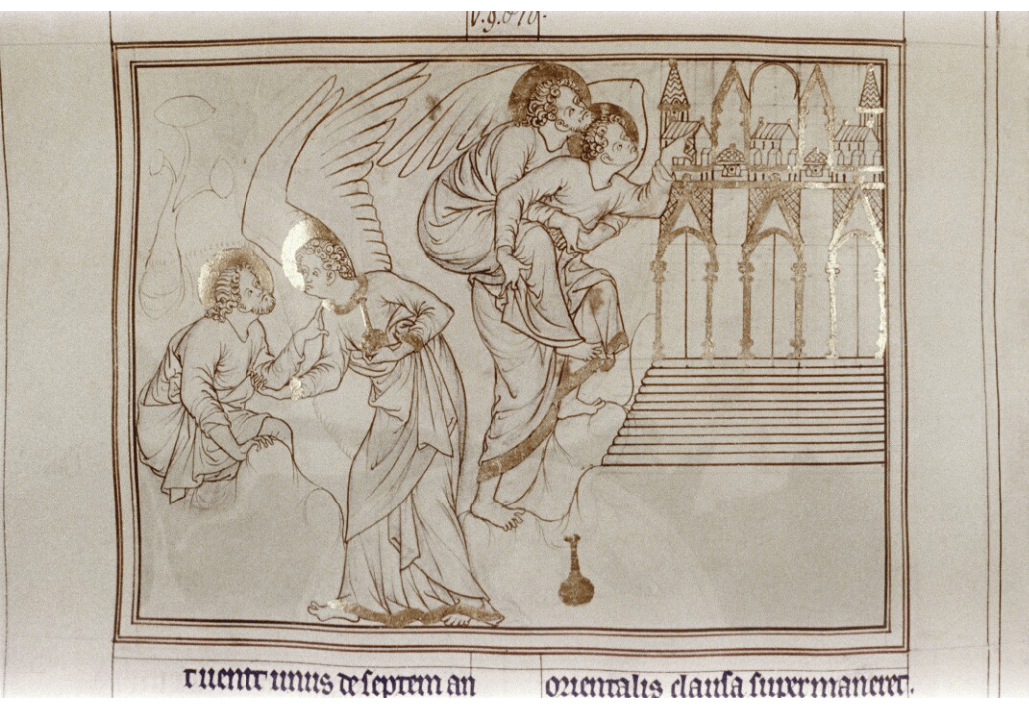 t uenit unus de septem an
orientalis clausa super maneret.